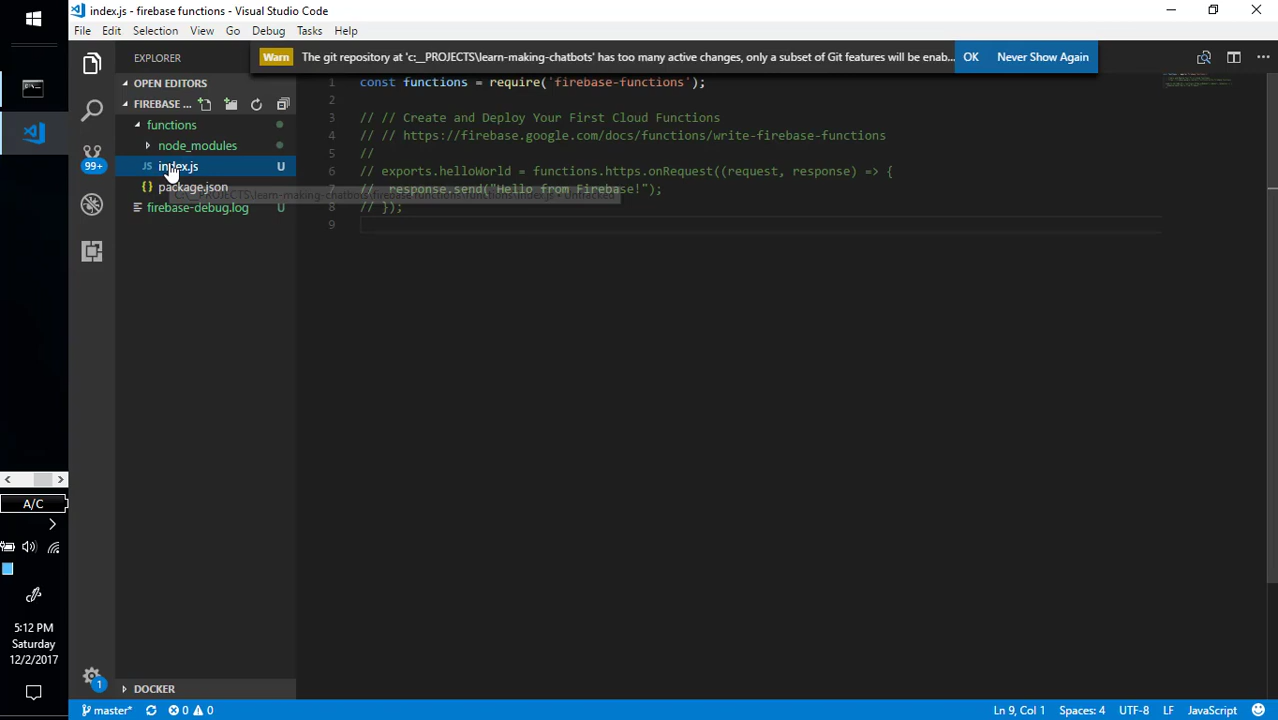 index.js - firebase functions - Visual Studio Code
File Edit Selection View Go Debug Tasks Help
EXPLORER
Warn The git repository at 'c:__PROJECTS\learn-making-chatbots' has too many active changes, only a subset of Git features will be enab... OK Never Show Again
OPEN EDITORS
FIREBASE ...
functions
node_modules
JS index.js U
{} package.json
firebase-debug.log U
99+
1 const functions = require('firebase-functions');
2
3 // // Create and Deploy Your First Cloud Functions
4 // // https://firebase.google.com/docs/functions/write-firebase-functions
5 //
6 // exports.helloWorld = functions.https.onRequest((request, response) => {
7 //  response.send("Hello from Firebase!");
8 // });
9
A/C
5:12 PM
Saturday
12/2/2017
1
DOCKER
master* 0 0 Ln 9, Col 1 Spaces: 4 UTF-8 LF JavaScript